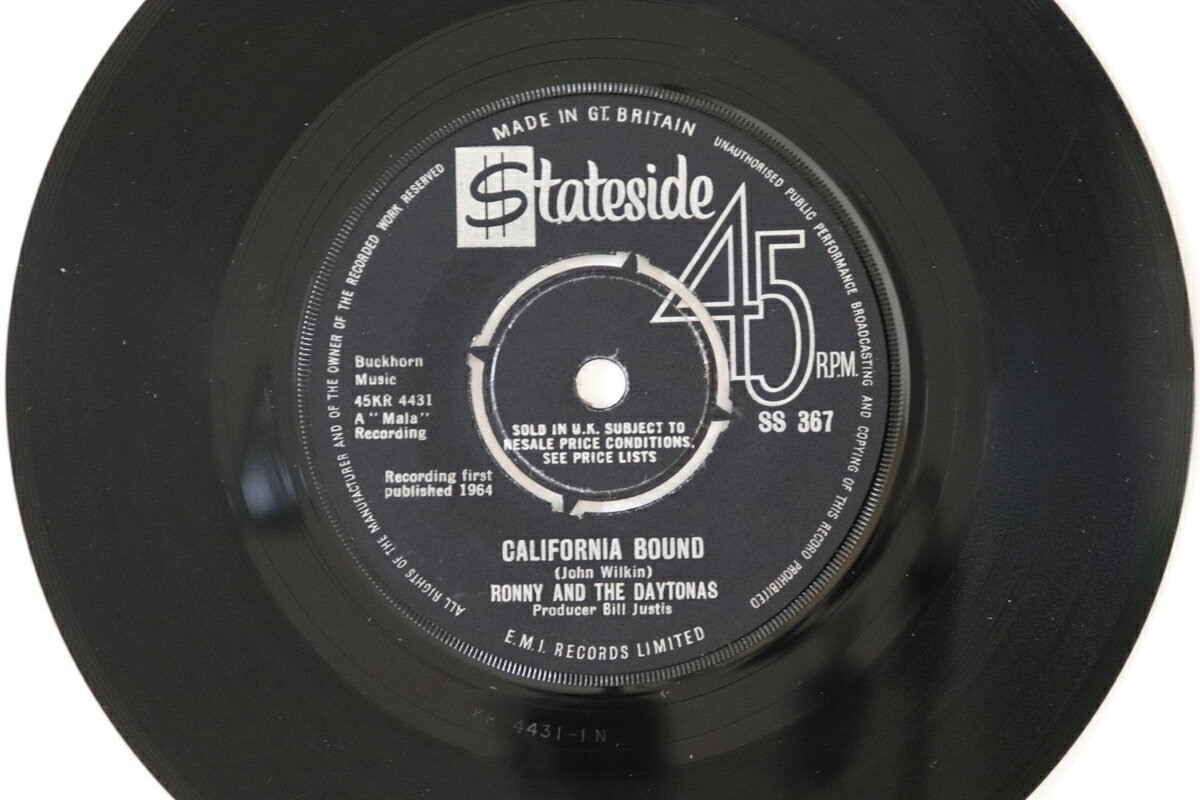 MADE IN GT. BRITAIN
UNAUTHORISED PUBLIC PERFORMANCE BROADCASTING AND COPYING OF THIS RECORD PROHIBITED
ALL RIGHTS OF THE MANUFACTURER AND OF THE OWNER OF THE RECORDED WORK RESERVED
$tateside
45
R.P.M.
SS 367
Buckhorn
Music
45KR 4431
A "Mala"
Recording
Recording first
published 1964
SOLD IN U.K. SUBJECT TO
RESALE PRICE CONDITIONS,
SEE PRICE LISTS
CALIFORNIA BOUND
(John Wilkin)
RONNY AND THE DAYTONAS
Producer Bill Justis
E.M.I. RECORDS LIMITED
KR 4431-1N